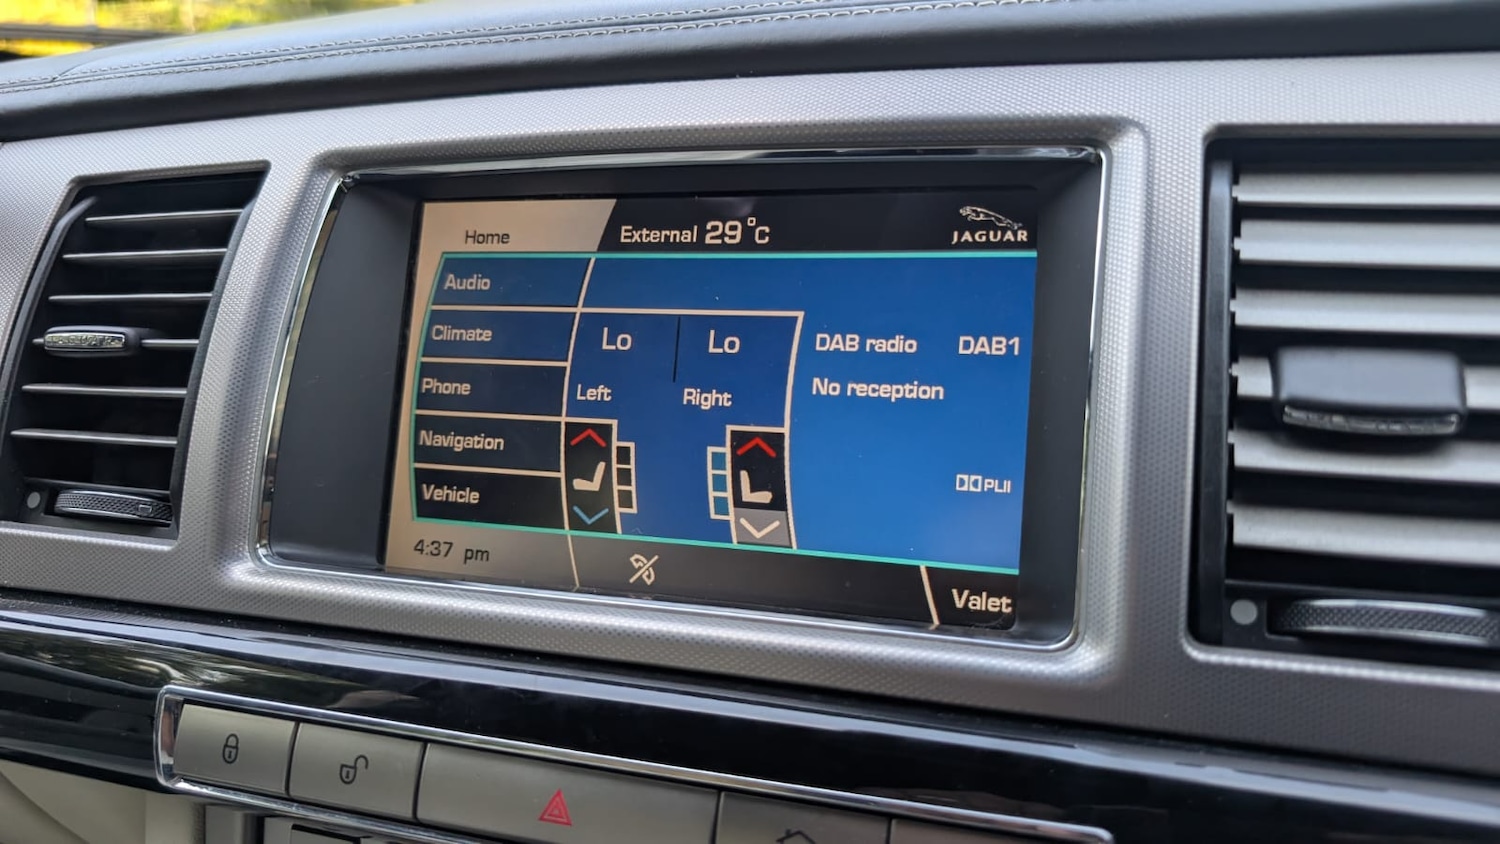 Home
External 29°C
JAGUAR
Audio
Climate
Phone
Navigation
Vehicle
Lo
Lo
Left
Right
DAB radio
DAB1
No reception
PLII
4:37 pm
Valet